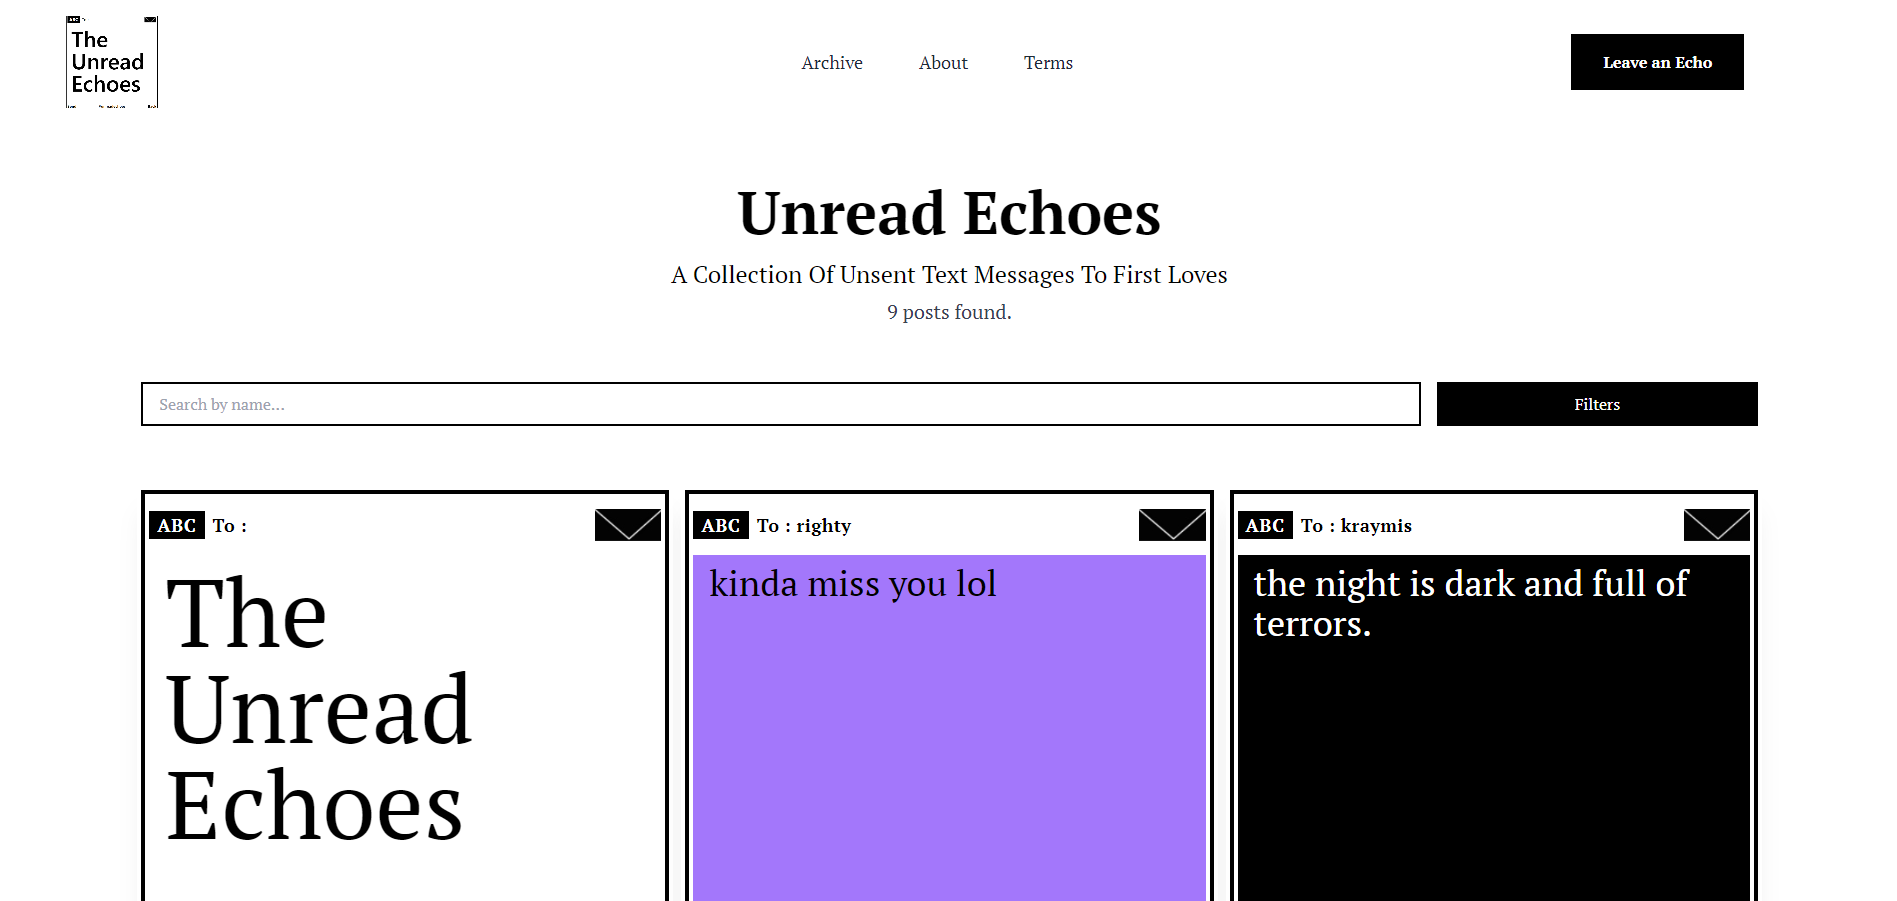 ABC
The
Unread
Echoes
Archive About Terms
Leave an Echo
Unread Echoes
A Collection Of Unsent Text Messages To First Loves
9 posts found.
Search by name...
Filters
ABC To :
The
Unread
Echoes
ABC To : righty
kinda miss you lol
ABC To : kraymis
the night is dark and full of
terrors.